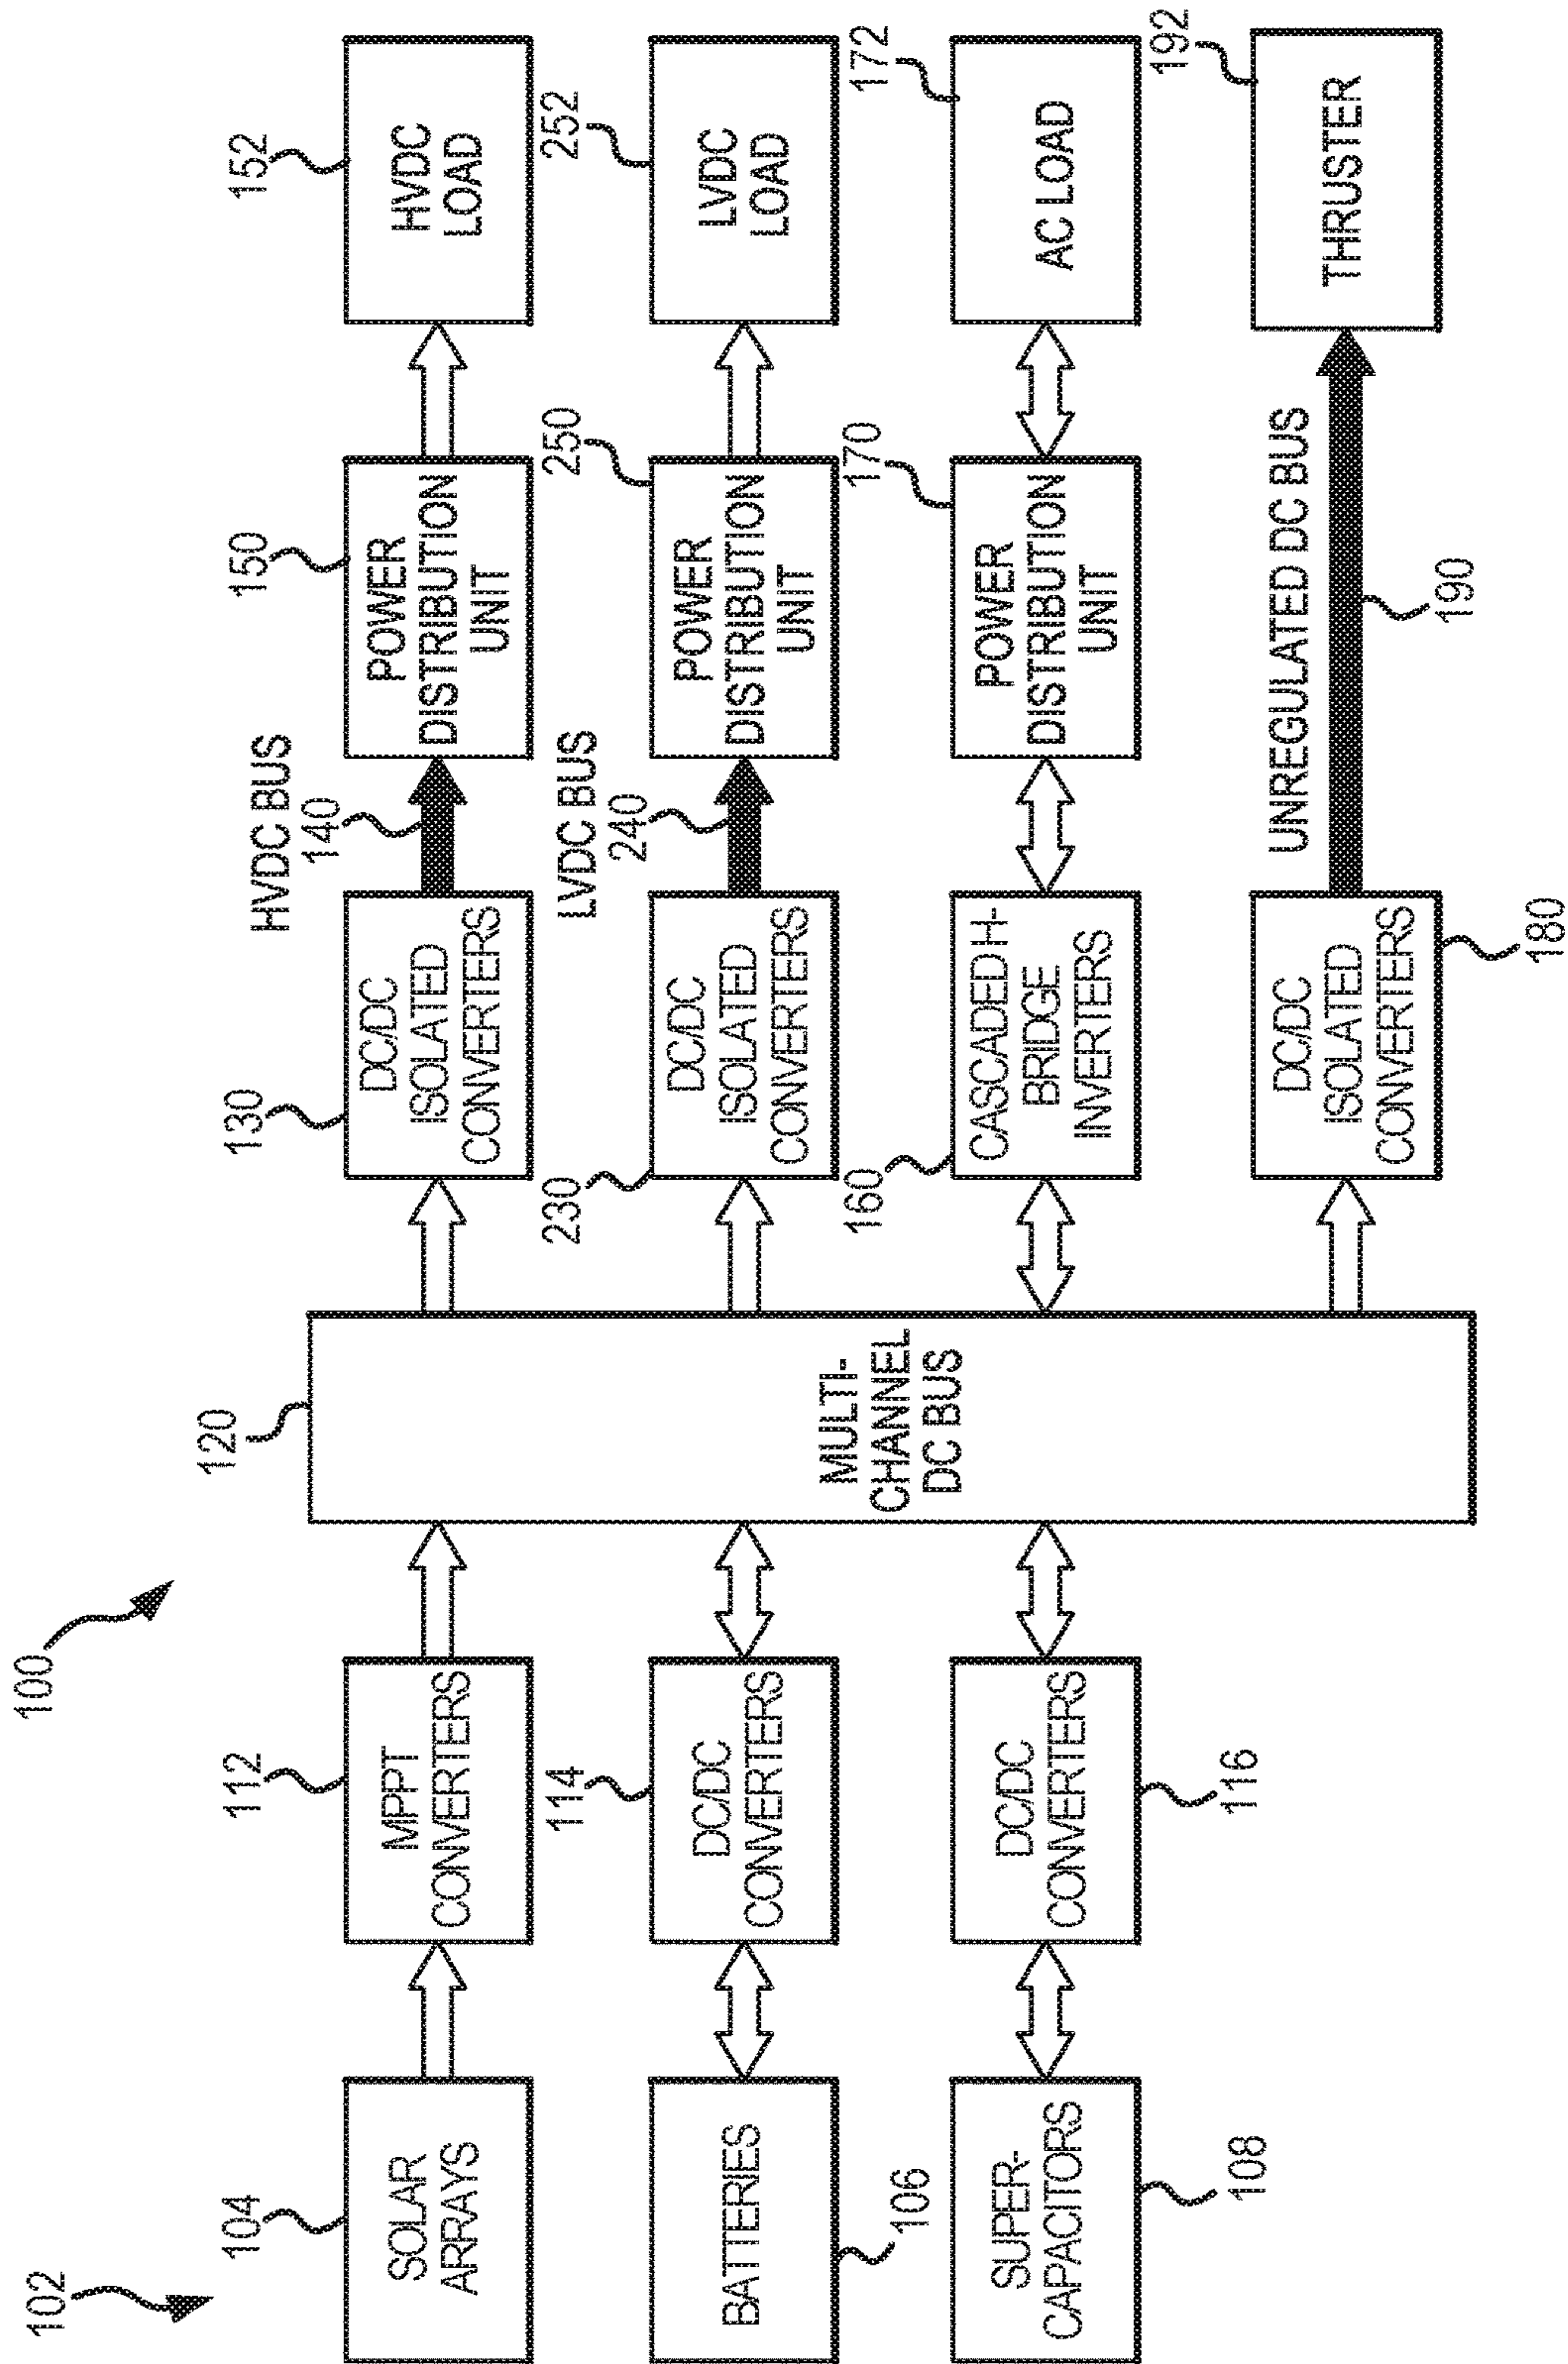 100
102
104
SOLAR
ARRAYS
112
MPPT
CONVERTERS
120
MULTI-
CHANNEL
DC BUS
130
DC/DC
ISOLATED
CONVERTERS
HVDC BUS
140
150
POWER
DISTRIBUTION
UNIT
152
HVDC
LOAD
BATTERIES
106
114
DC/DC
CONVERTERS
230
DC/DC
ISOLATED
CONVERTERS
LVDC BUS
240
250
POWER
DISTRIBUTION
UNIT
252
LVDC
LOAD
SUPER-
CAPACITORS
108
DC/DC
CONVERTERS
116
160
CASCADED H-
BRIDGE
INVERTERS
170
POWER
DISTRIBUTION
UNIT
172
AC LOAD
DC/DC
ISOLATED
CONVERTERS
180
UNREGULATED DC BUS
190
192
THRUSTER